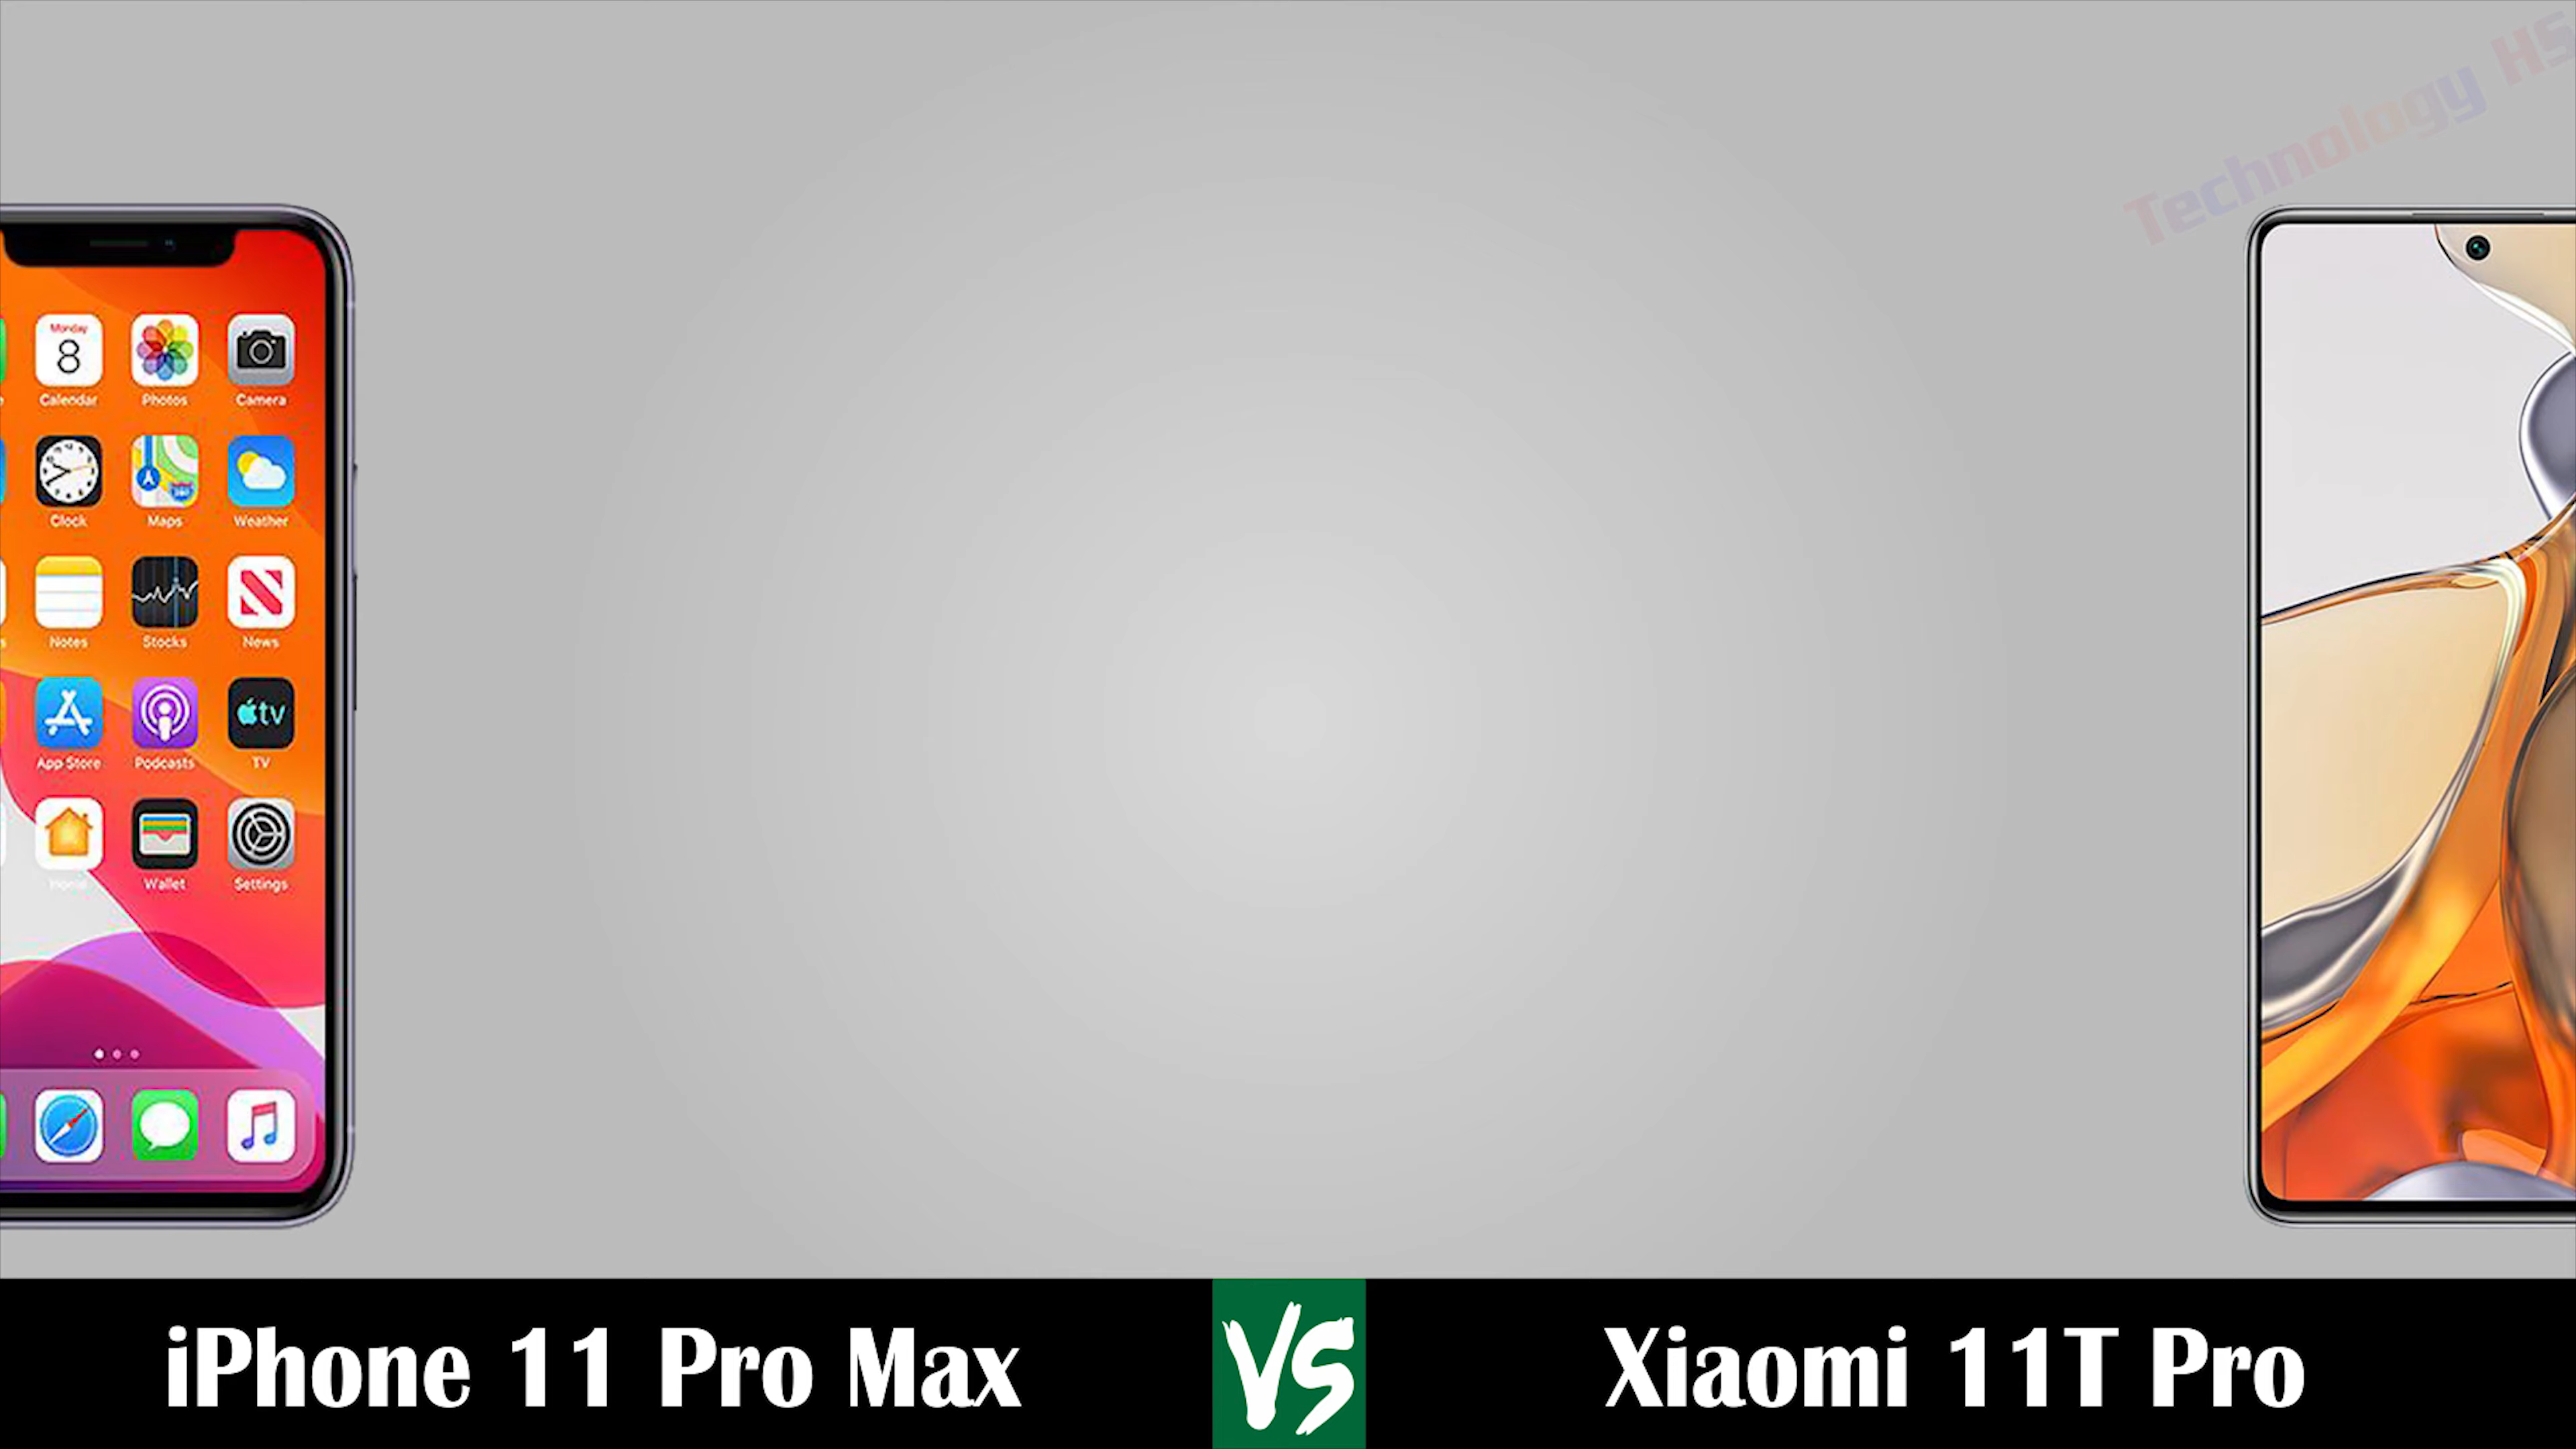 Technology HS
Monday
8
Calendar
Photos
Camera
Clock
Maps
Weather
Notes
Stocks
News
App Store
Podcasts
tv
TV
Home
Wallet
Settings
iPhone 11 Pro Max
VS
Xiaomi 11T Pro